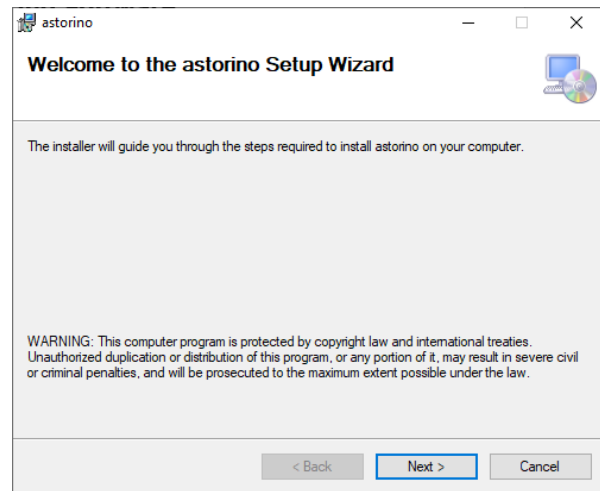 astorino
Welcome to the astorino Setup Wizard
The installer will guide you through the steps required to install astorino on your computer.
WARNING: This computer program is protected by copyright law and international treaties.
Unauthorized duplication or distribution of this program, or any portion of it, may result in severe civil
or criminal penalties, and will be prosecuted to the maximum extent possible under the law.
< Back
Next >
Cancel